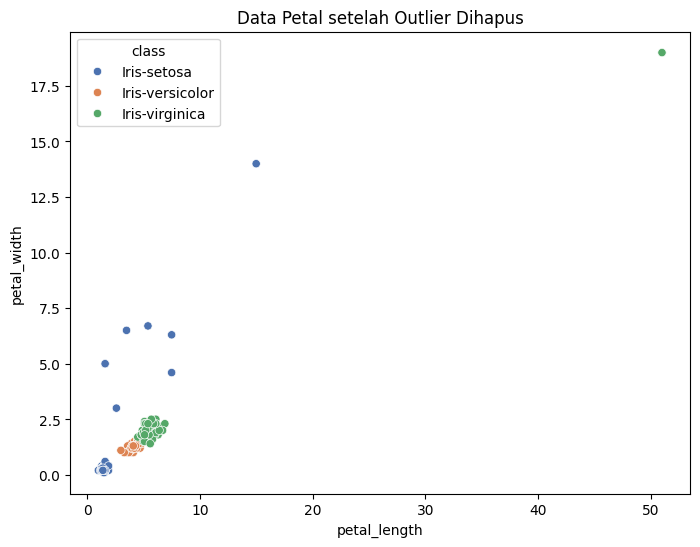 Data Petal setelah Outlier Dihapus
class
Iris-setosa
Iris-versicolor
Iris-virginica
petal_width
17.5
15.0
12.5
10.0
7.5
5.0
2.5
0.0
0 10 20 30 40 50
petal_length